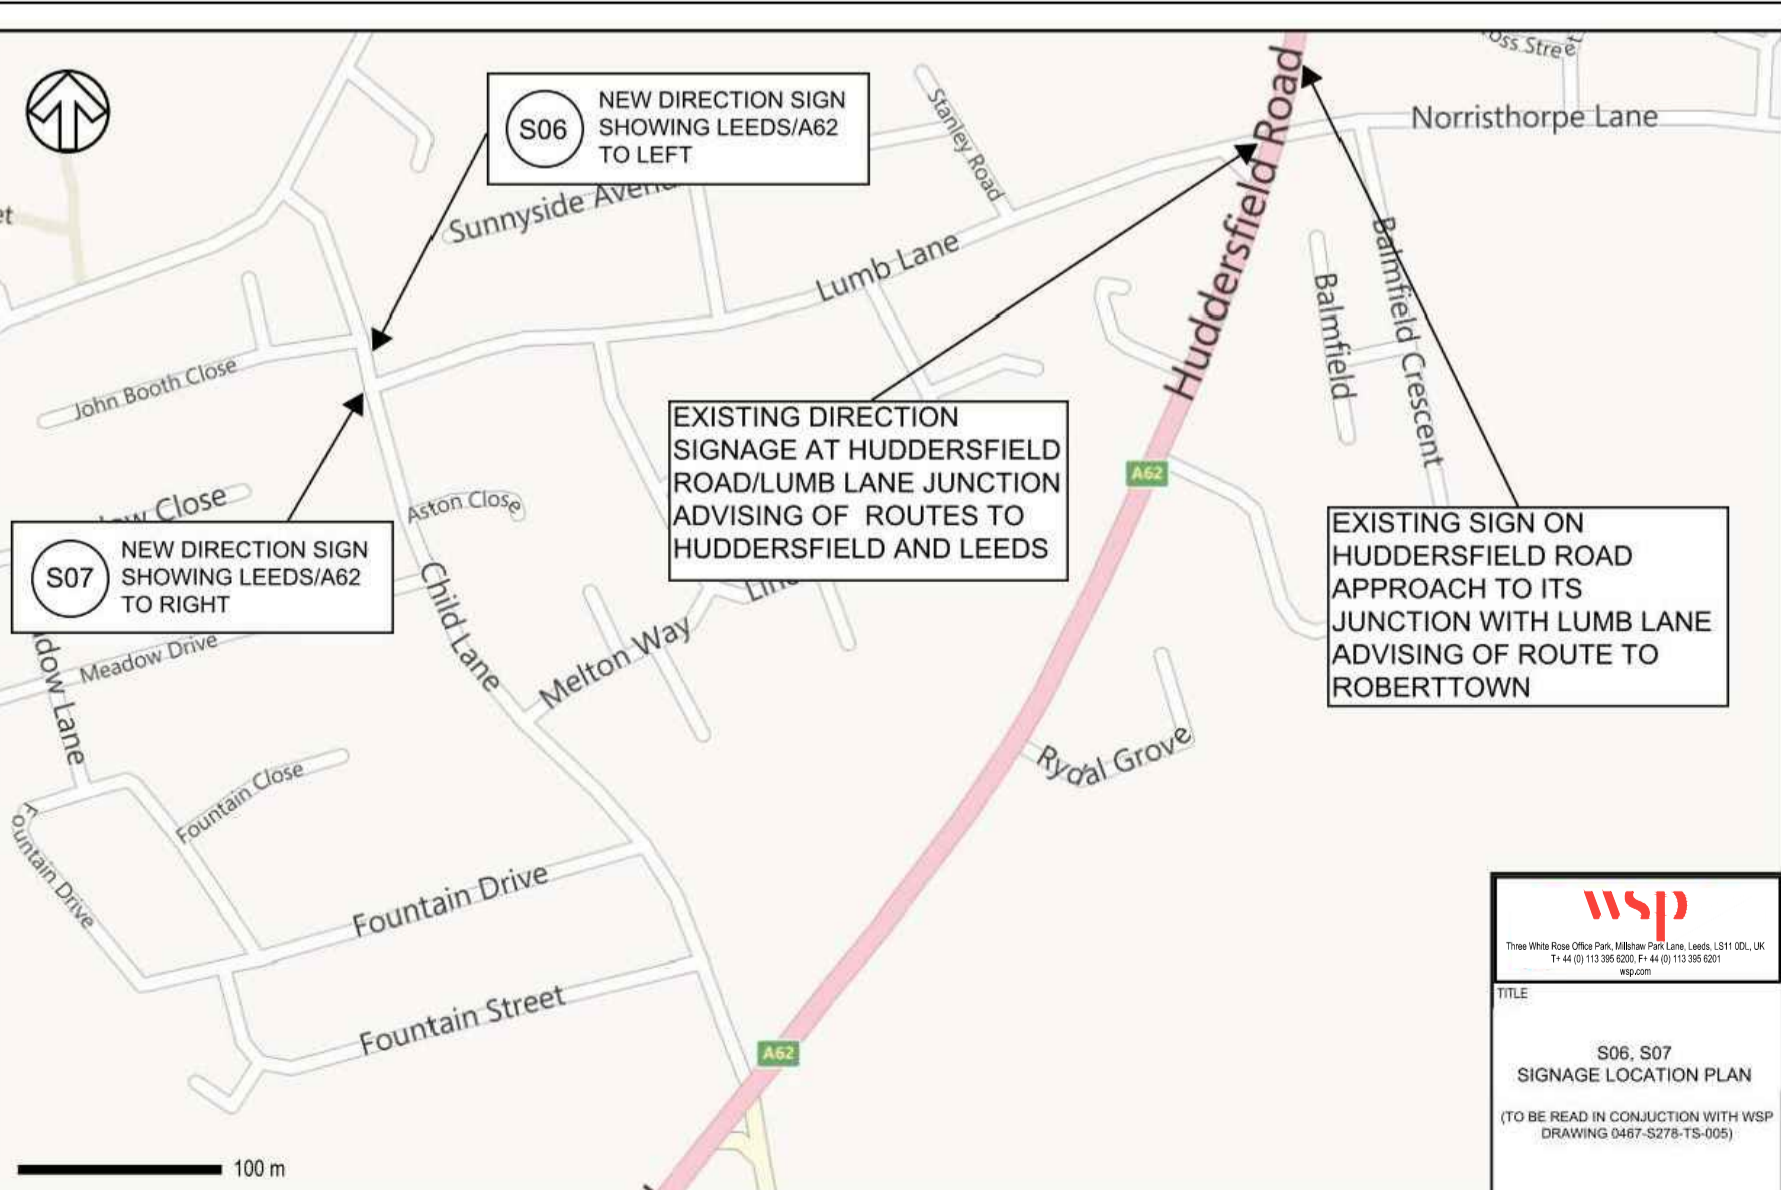 S06
NEW DIRECTION SIGN
SHOWING LEEDS/A62
TO LEFT
Stanley Road
Norristhorpe Lane
Huddersfield Road
Sunnyside
Lumb Lane
Balmfield
Balmfield Crescent
John Booth Close
EXISTING DIRECTION
SIGNAGE AT HUDDERSFIELD
ROAD/LUMB LANE JUNCTION
ADVISING OF ROUTES TO
HUDDERSFIELD AND LEEDS
A62
Close
Aston Close
S07
NEW DIRECTION SIGN
SHOWING LEEDS/A62
TO RIGHT
EXISTING SIGN ON
HUDDERSFIELD ROAD
APPROACH TO ITS
JUNCTION WITH LUMB LANE
ADVISING OF ROUTE TO
ROBERTTOWN
Child Lane
Melton Way
Meadow Drive
Lane
Rydal Grove
Fountain Close
Fountain Drive
Fountain Drive
Fountain Street
A62
100 m
wsp
Three White Rose Office Park, Millshaw Park Lane, Leeds, LS11 0DL, UK
T+ 44 (0) 113 395 6200, F+ 44 (0) 113 395 6201
wsp.com
TITLE
S06, S07
SIGNAGE LOCATION PLAN
(TO BE READ IN CONJUCTION WITH WSP
DRAWING 0467-S278-TS-005)